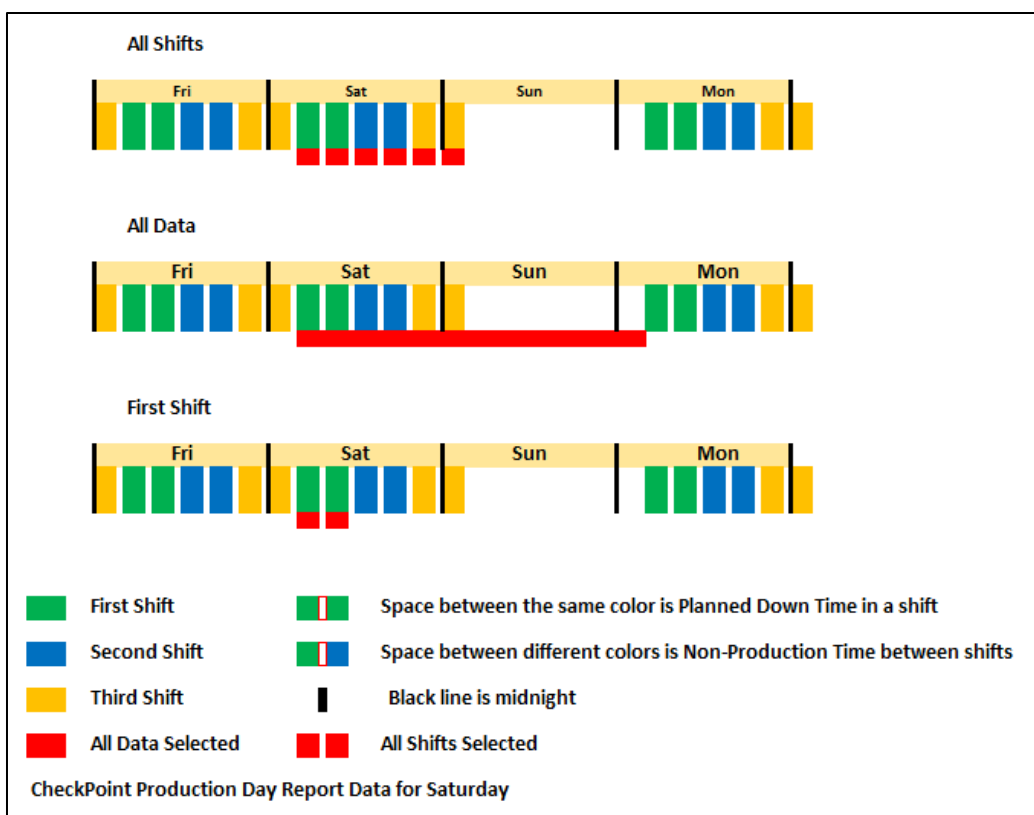 All Shifts
Fri Sat Sun Mon
All Data
Fri Sat Sun Mon
First Shift
Fri Sat Sun Mon
First Shift Space between the same color is Planned Down Time in a shift
Second Shift Space between different colors is Non-Production Time between shifts
Third Shift Black line is midnight
All Data Selected All Shifts Selected
CheckPoint Production Day Report Data for Saturday